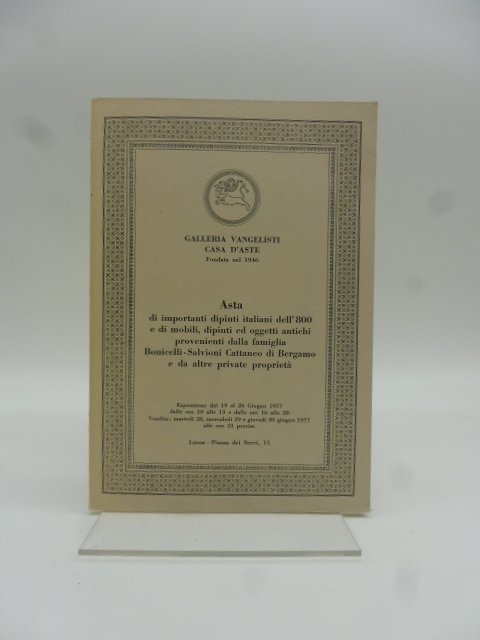 GALLERIA VANGELISTI
CASA D'ASTE
Fondata nel 1946
Asta
di importanti dipinti italiani dell'800
e di mobili, dipinti ed oggetti antichi
provenienti dalla famiglia
Bonicelli-Salvioni Cattaneo di Bergamo
e da altre private proprietà
Esposizione dal 19 al 26 Giugno 1977
dalle ore 10 alle 13 e dalle ore 16 alle 20
Vendita: martedì 28, mercoledì 29 e giovedì 30 giugno 1977
alle ore 21 precise
Lucca - Piazza dei Servi, 11